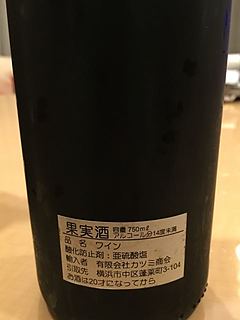 果実酒 容量 750mℓ
アルコール分14度未満
品 名 ワイン
酸化防止剤：亜硫酸塩
輸入者 有限会社カツミ商会
引取先 横浜市中区蓬莱町3-104
お酒は20才になってから